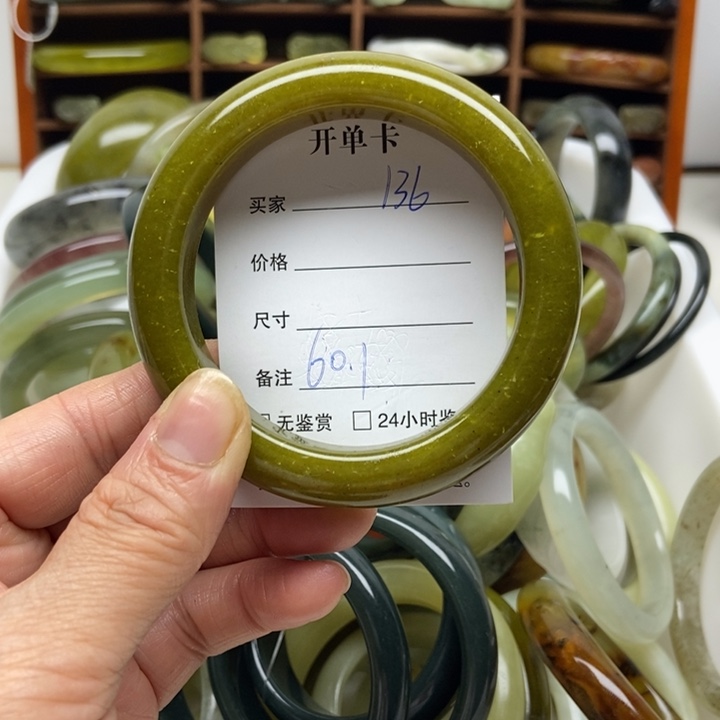 开单卡
买家 136
价格
尺寸
备注 60.1
无鉴赏 □ 24小时鉴